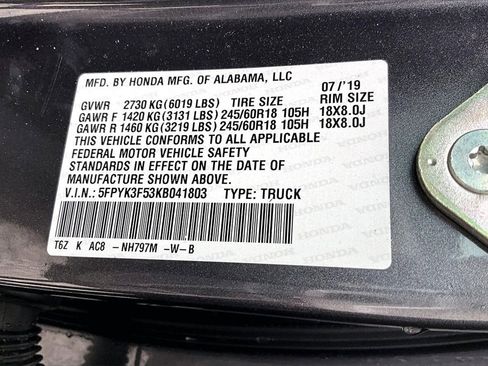 MFD. BY HONDA MFG. OF ALABAMA, LLC
07 /'19
GVWR 2730 KG (6019 LBS) TIRE SIZE RIM SIZE
GAWR F 1420 KG (3131 LBS) 245/60R18 105H 18X8.0J
GAWR R 1460 KG (3219 LBS) 245/60R18 105H 18X8.0J
THIS VEHICLE CONFORMS TO ALL APPLICABLE
FEDERAL MOTOR VEHICLE SAFETY
STANDARDS IN EFFECT ON THE DATE OF
MANUFACTURE SHOWN ABOVE.
V.I.N.: 5FPYK3F53KB041803 TYPE: TRUCK
T6Z K AC8 -NH797M -W-B